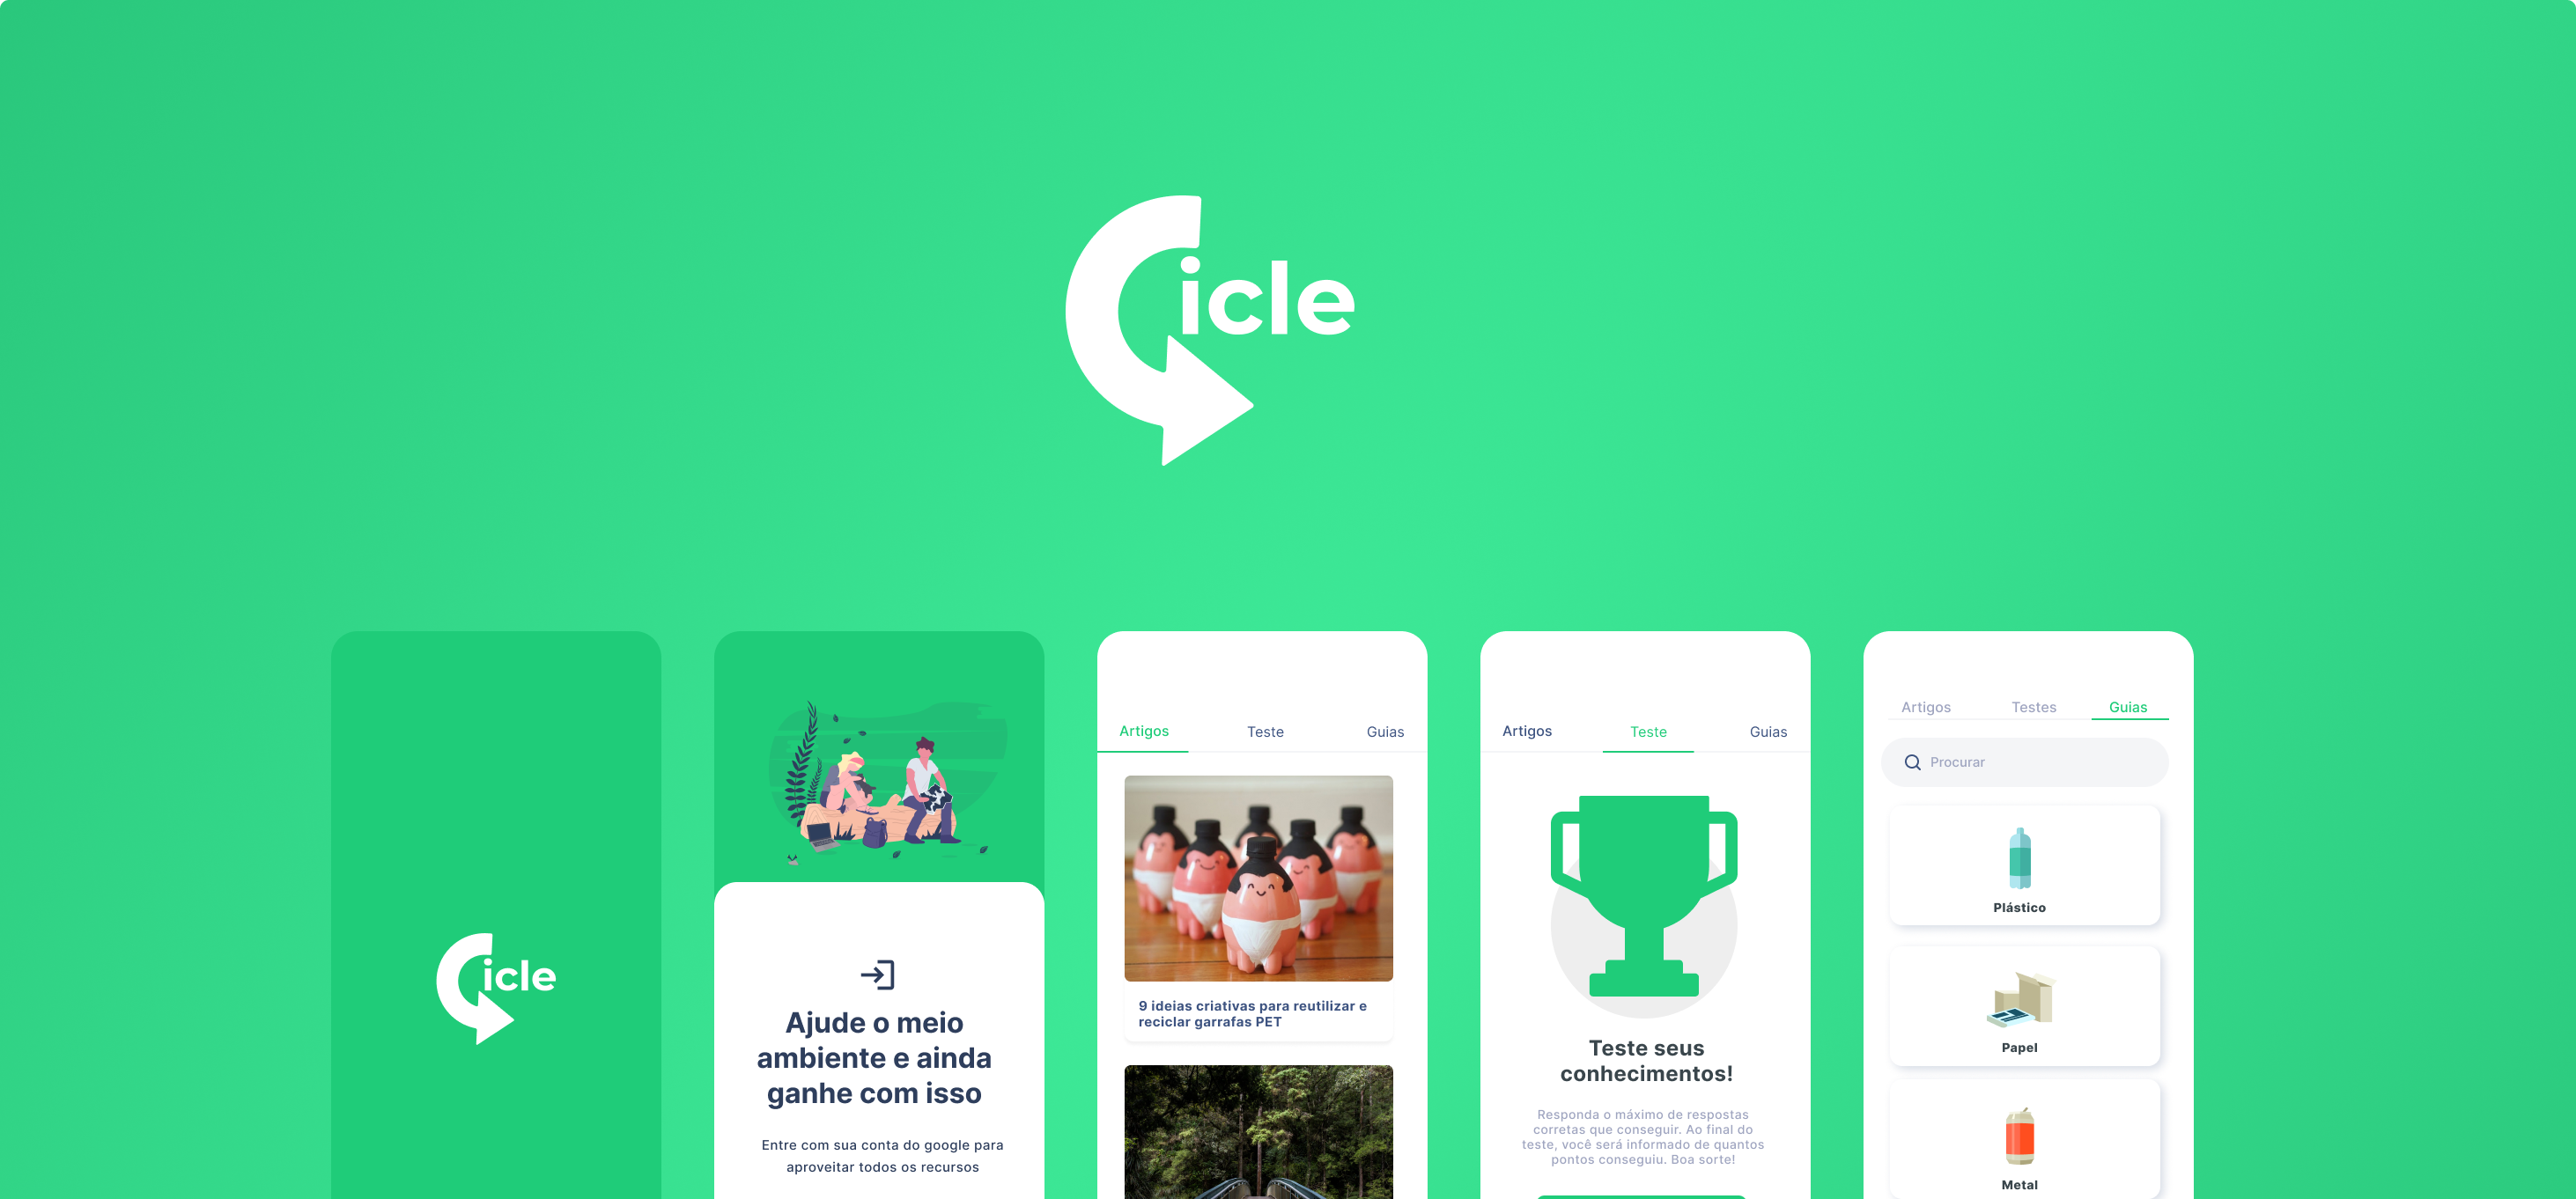 Cicle
Cicle
Ajude o meio
ambiente e ainda
ganhe com isso
Entre com sua conta do google para
aproveitar todos os recursos
Artigos Teste Guias
9 ideias criativas para reutilizar e
reciclar garrafas PET
Artigos Teste Guias
Teste seus
conhecimentos!
Responda o máximo de respostas
corretas que conseguir. Ao final do
teste, você será informado de quantos
pontos conseguiu. Boa sorte!
Artigos Testes Guias
Procurar
Plástico
Papel
Metal